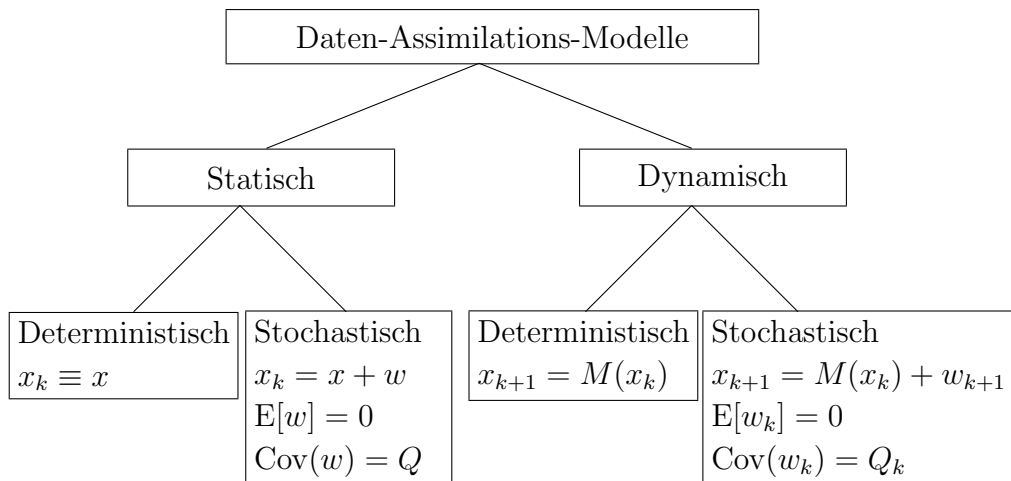 Daten-Assimilations-Modelle
Statisch
Dynamisch
Deterministisch
x_k ≡ x
Stochastisch
x_k = x + w
E[w] = 0
Cov(w) = Q
Deterministisch
x_{k+1} = M(x_k)
Stochastisch
x_{k+1} = M(x_k) + w_{k+1}
E[w_k] = 0
Cov(w_k) = Q_k